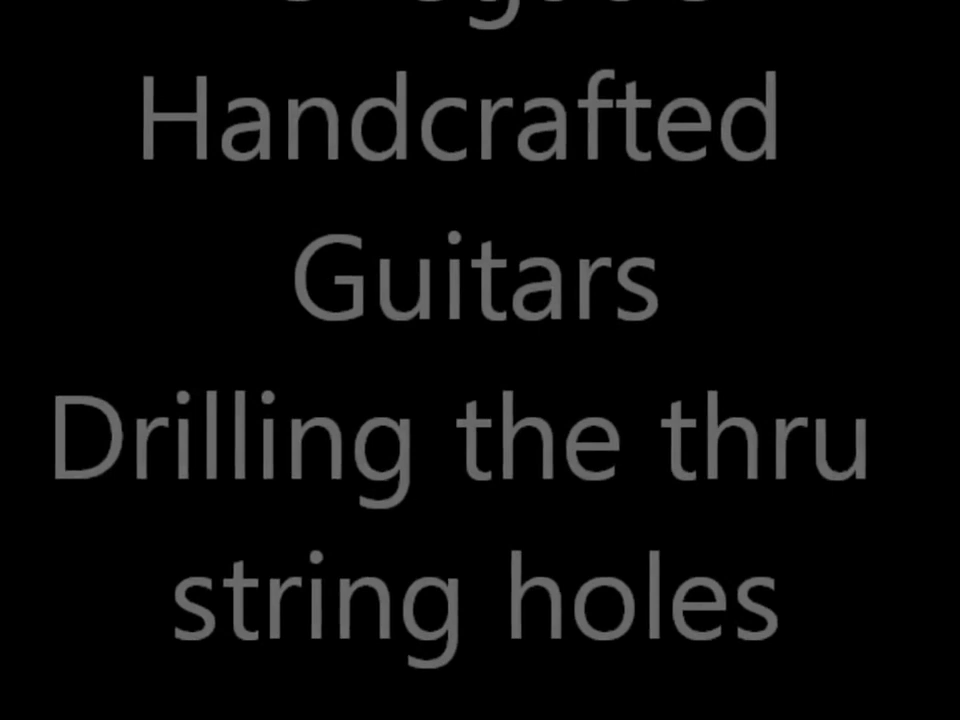 Handcrafted
Guitars
Drilling the thru
string holes